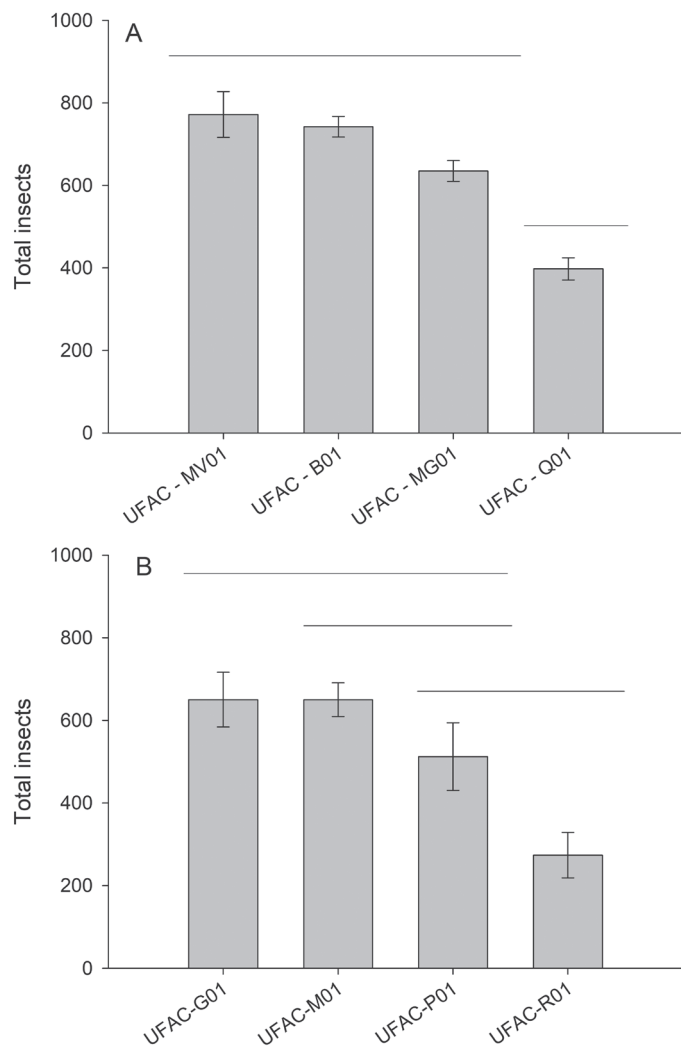 A
1000
800
600
400
200
0
Total insects
UFAC - MV01
UFAC - B01
UFAC - MG01
UFAC - Q01
B
1000
800
600
400
200
0
Total insects
UFAC-G01
UFAC-M01
UFAC-P01
UFAC-R01